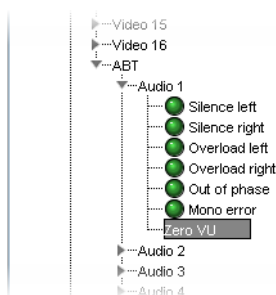 Video 15
Video 16
ABT
Audio 1
Silence left
Silence right
Overload left
Overload right
Out of phase
Mono error
Zero VU
Audio 2
Audio 3
Audio 4